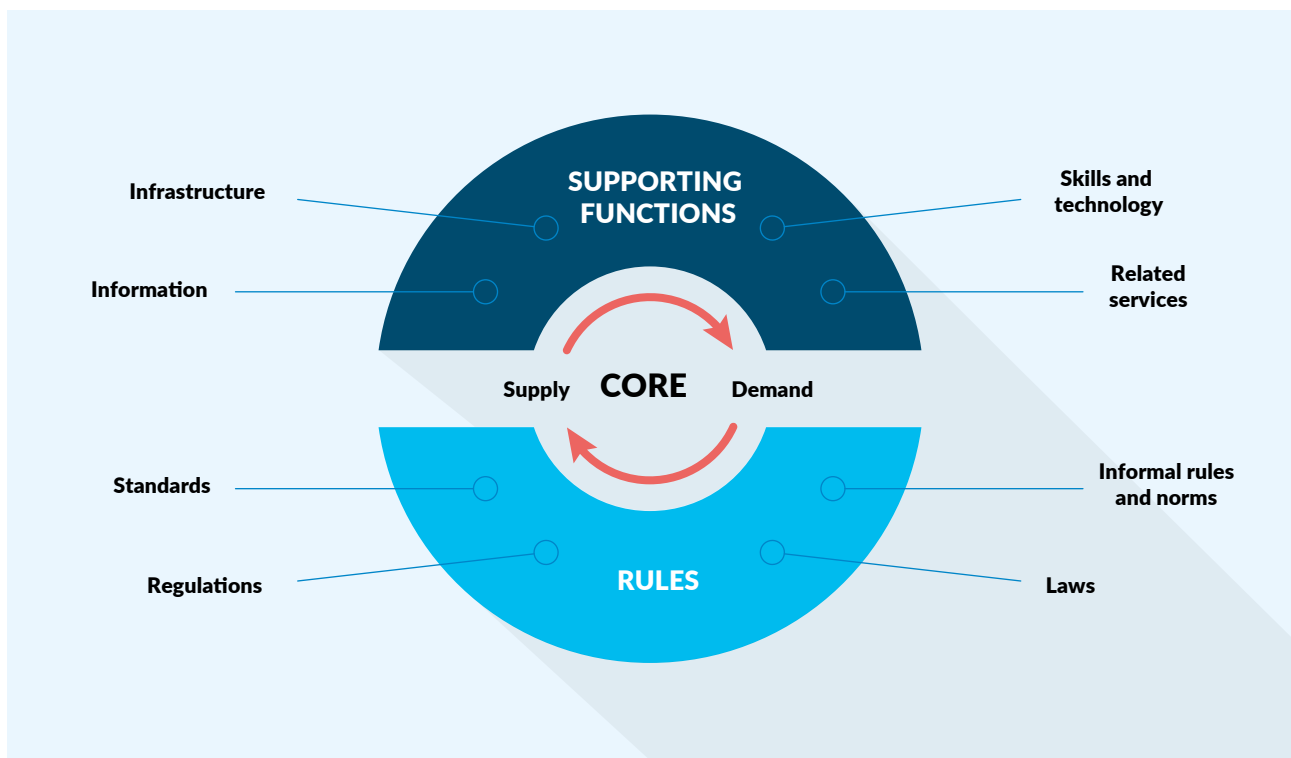 SUPPORTING
FUNCTIONS
Infrastructure
Skills and
technology
Information
Related
services
Supply
CORE
Demand
Standards
Informal rules
and norms
Regulations
RULES
Laws